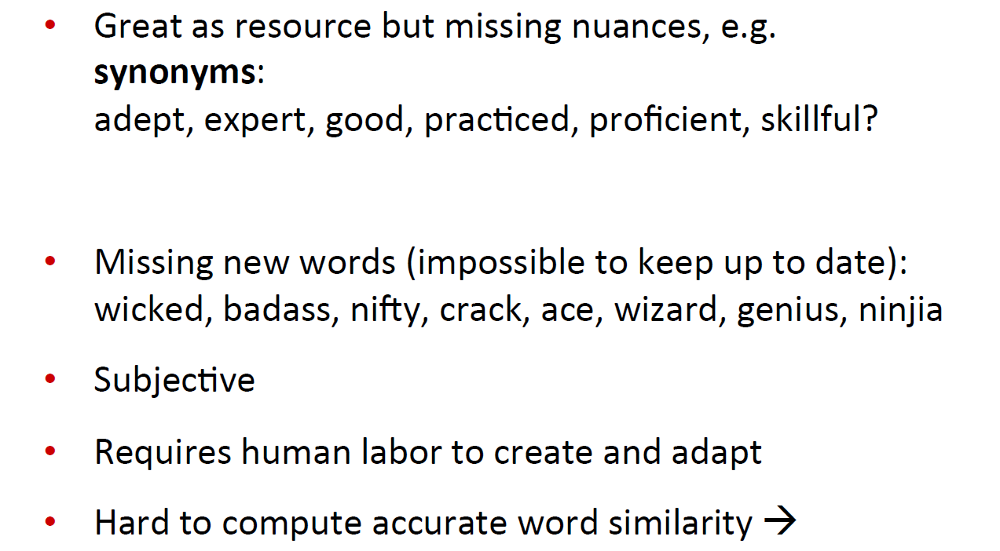 • Great as resource but missing nuances, e.g.
synonyms:
adept, expert, good, practiced, proficient, skillful?
• Missing new words (impossible to keep up to date):
wicked, badass, nifty, crack, ace, wizard, genius, ninjia
• Subjective
• Requires human labor to create and adapt
• Hard to compute accurate word similarity →